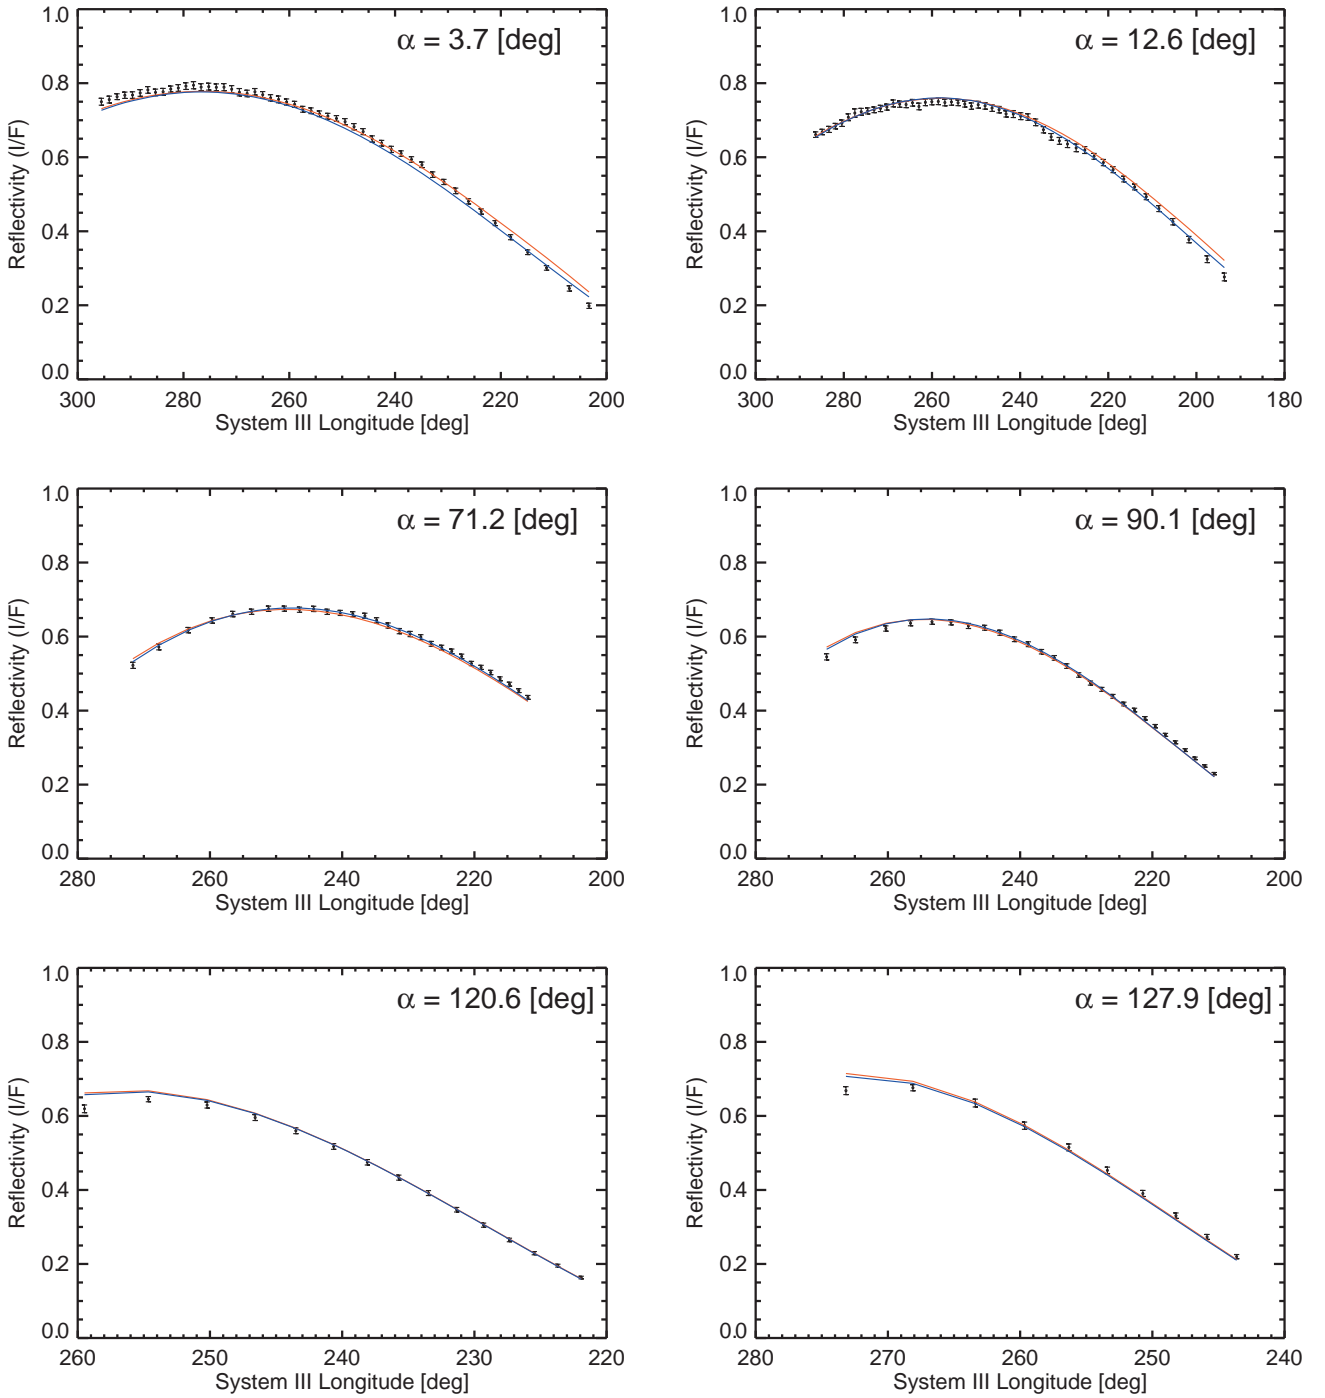 α = 3.7 [deg]
Reflectivity (I/F)
1.0
0.8
0.6
0.4
0.2
0.0
300 280 260 240 220 200
System III Longitude [deg]
α = 12.6 [deg]
Reflectivity (I/F)
1.0
0.8
0.6
0.4
0.2
0.0
300 280 260 240 220 200 180
System III Longitude [deg]
α = 71.2 [deg]
Reflectivity (I/F)
1.0
0.8
0.6
0.4
0.2
0.0
280 260 240 220 200
System III Longitude [deg]
α = 90.1 [deg]
Reflectivity (I/F)
1.0
0.8
0.6
0.4
0.2
0.0
280 260 240 220 200
System III Longitude [deg]
α = 120.6 [deg]
Reflectivity (I/F)
1.0
0.8
0.6
0.4
0.2
0.0
260 250 240 230 220
System III Longitude [deg]
α = 127.9 [deg]
Reflectivity (I/F)
1.0
0.8
0.6
0.4
0.2
0.0
280 270 260 250 240
System III Longitude [deg]